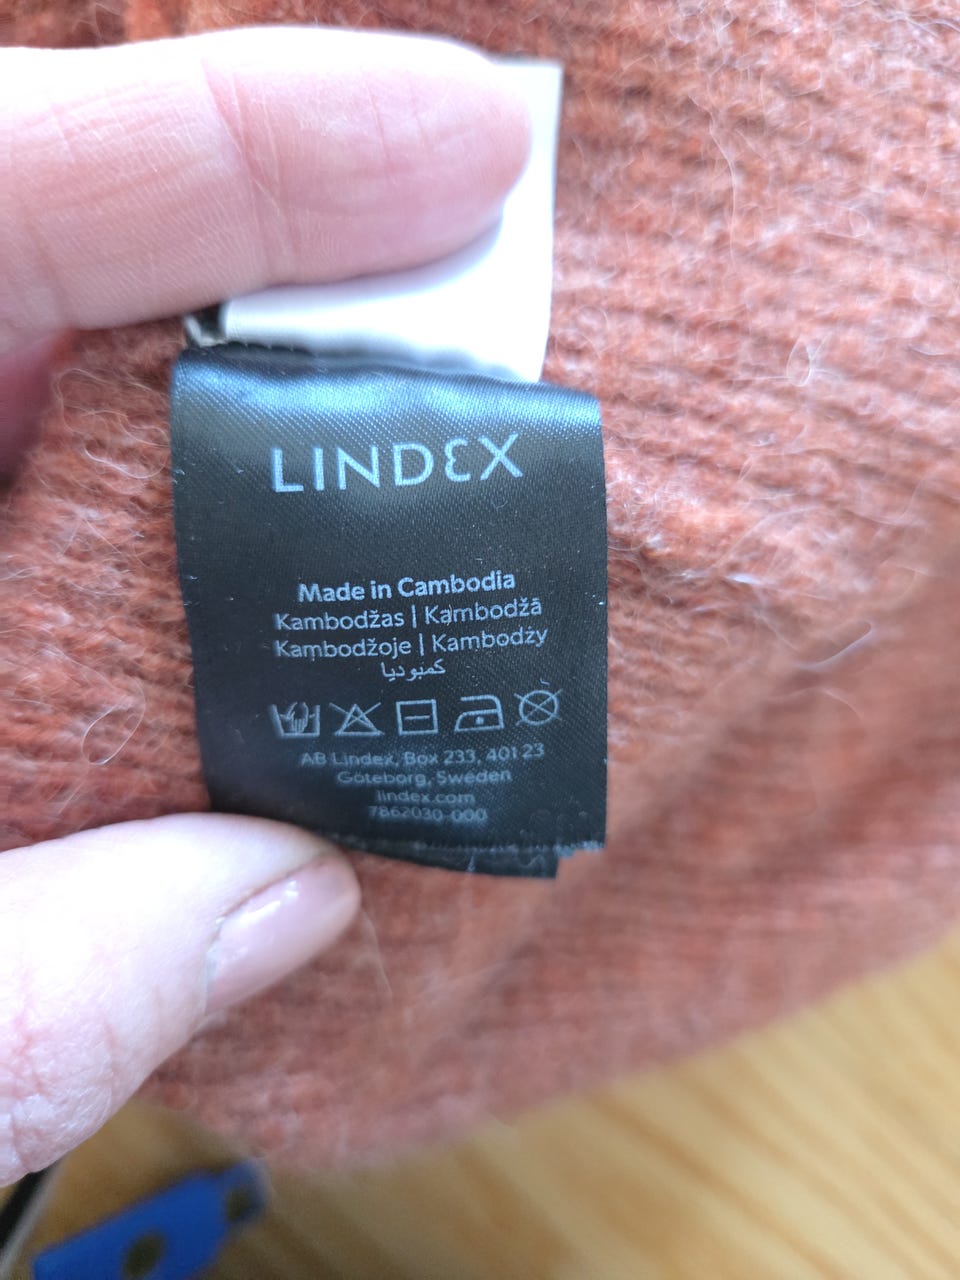 LINDEX
Made in Cambodia
Kambodžas | Kambodžā
Kambodžoje | Kambodży
كمبوديا
AB Lindex, Box 233, 401 23
Göteborg, Sweden
lindex.com
7862030-000